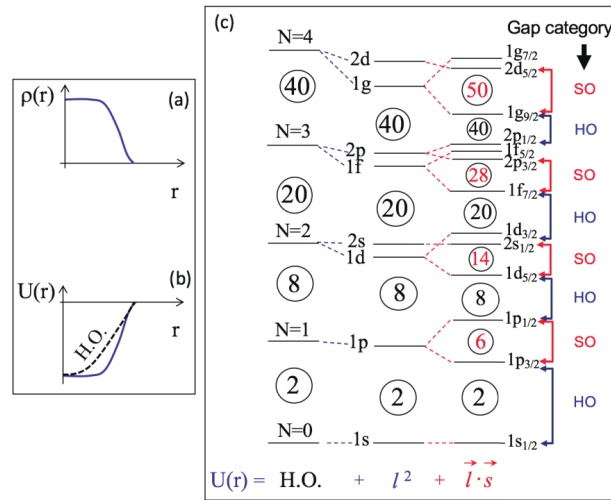 (a)
ρ(r)
r
(b)
U(r)
r
H.O.
(c)
Gap category
N=4
2d
1g
1g7/2
2d5/2
40
50
SO
1g9/2
40
40
HO
2p1/2
N=3
2p
1f
1f5/2
2p3/2
28
SO
1f7/2
20
20
20
HO
1d3/2
N=2
2s
1d
2s1/2
14
SO
1d5/2
8
8
8
HO
1p1/2
N=1
1p
6
SO
1p3/2
2
2
2
HO
N=0
1s
1s1/2
U(r) = H.O. + l² + l · s